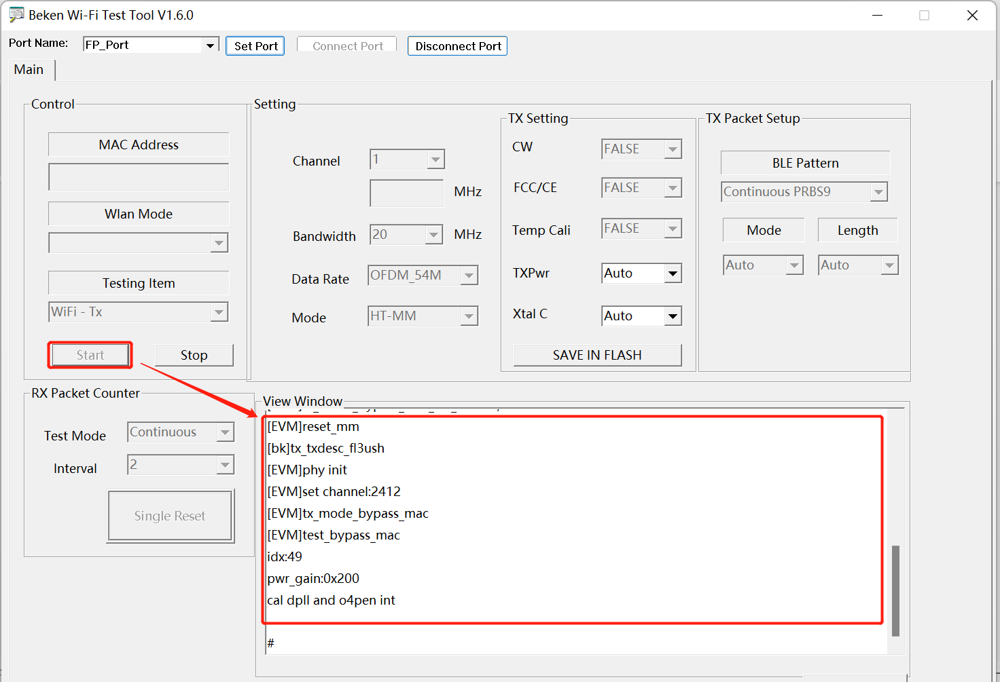 Beken Wi-Fi Test Tool V1.6.0
Port Name: FP_Port Set Port Connect Port Disconnect Port
Main
Control
MAC Address
Wlan Mode
Testing Item
WiFi - Tx
Start Stop
Setting
Channel 1
MHz
Bandwidth 20 MHz
Data Rate OFDM_54M
Mode HT-MM
TX Setting
CW FALSE
FCC/CE FALSE
Temp Cali FALSE
TXPwr Auto
Xtal C Auto
SAVE IN FLASH
TX Packet Setup
BLE Pattern
Continuous PRBS9
Mode Length
Auto Auto
RX Packet Counter
Test Mode Continuous
Interval 2
Single Reset
View Window
[EVM]reset_mm
[bk]tx_txdesc_fl3ush
[EVM]phy init
[EVM]set channel:2412
[EVM]tx_mode_bypass_mac
[EVM]test_bypass_mac
idx:49
pwr_gain:0x200
cal dpll and o4pen int
#